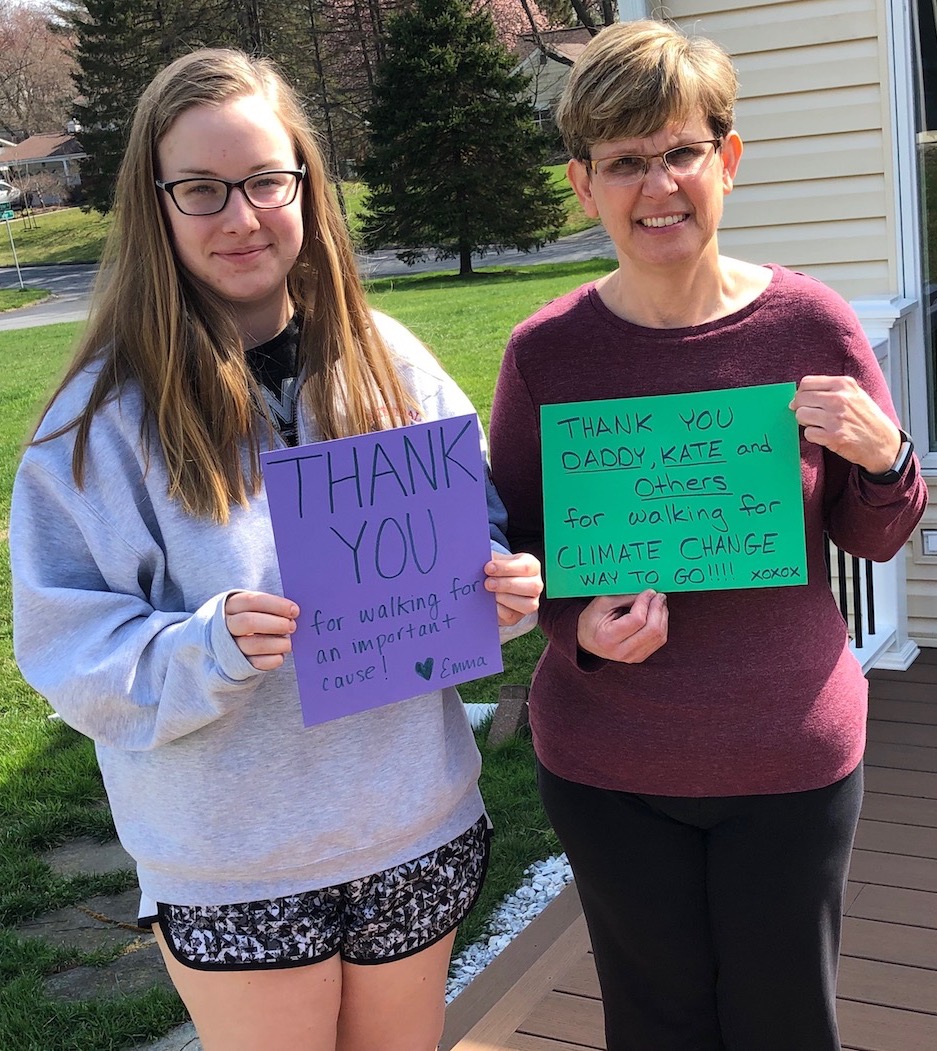 THANK
YOU
for walking for
an important
cause! ♥ Emma
THANK YOU
DADDY, KATE and
Others
for walking for
CLIMATE CHANGE
WAY TO GO!!!! xoxox